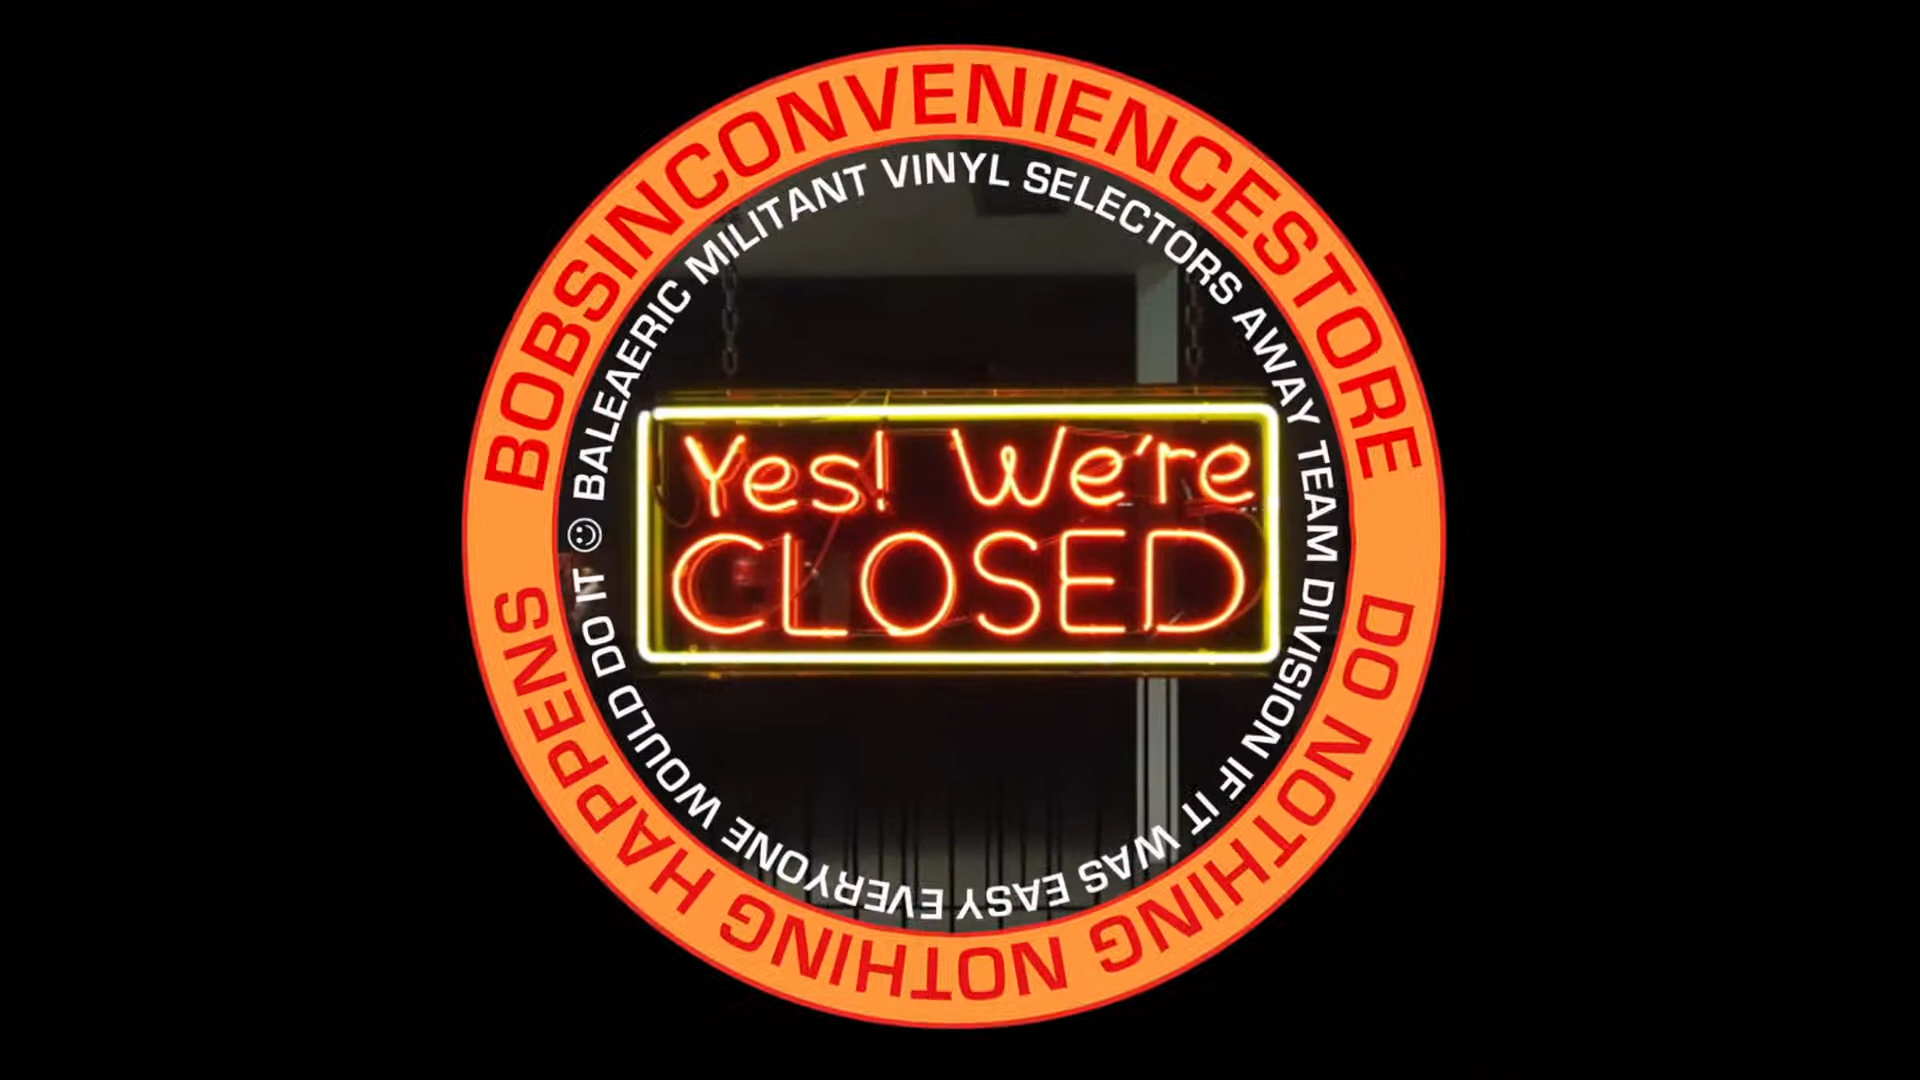 BOBSINCONVENIENCESTORE
DO NOTHING NOTHING HAPPENS
BALEAERIC MILITANT VINYL SELECTORS AWAY TEAM DIVISION IF IT WAS EASY EVERYONE WOULD DO IT ☺
Yes! We're
CLOSED